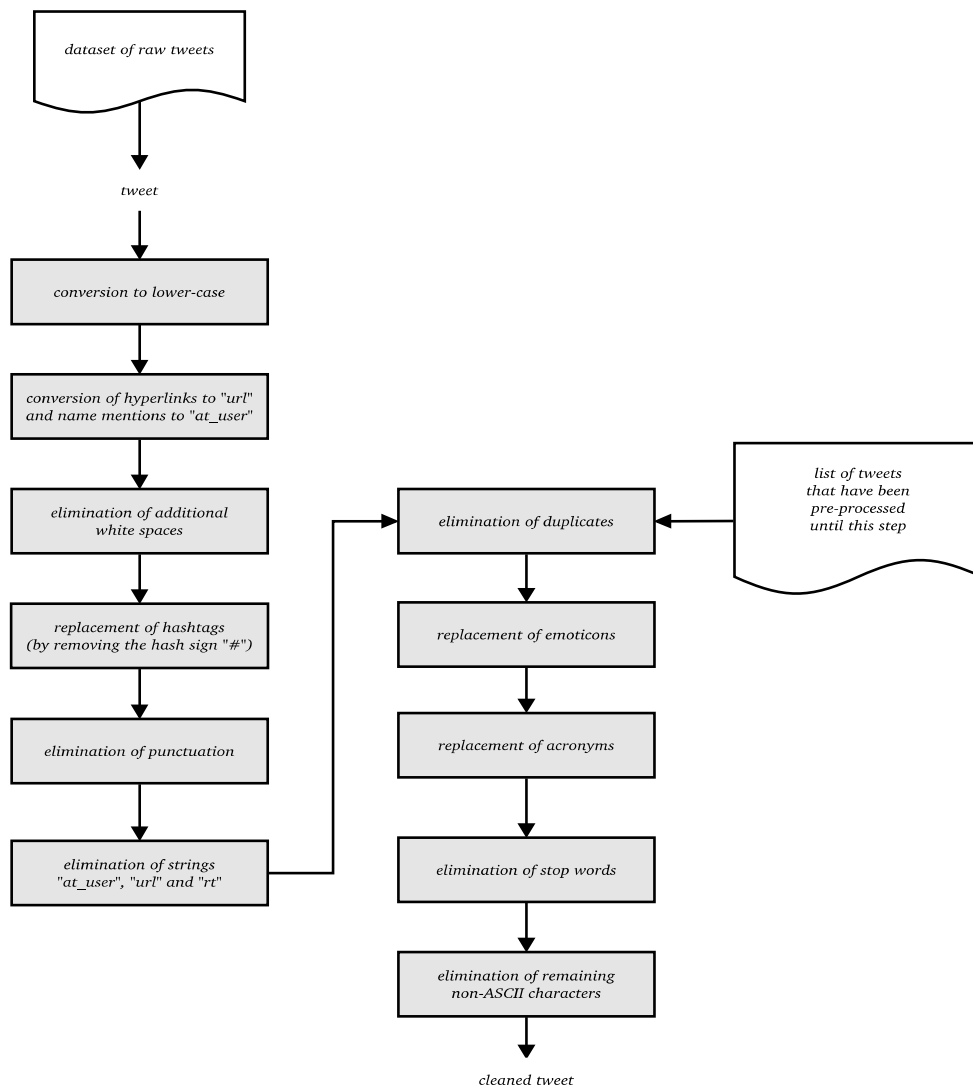 dataset of raw tweets
tweet
conversion to lower-case
conversion of hyperlinks to "url"
and name mentions to "at_user"
elimination of additional
white spaces
replacement of hashtags
(by removing the hash sign "#")
elimination of punctuation
elimination of strings
"at_user", "url" and "rt"
elimination of duplicates
list of tweets
that have been
pre-processed
until this step
replacement of emoticons
replacement of acronyms
elimination of stop words
elimination of remaining
non-ASCII characters
cleaned tweet